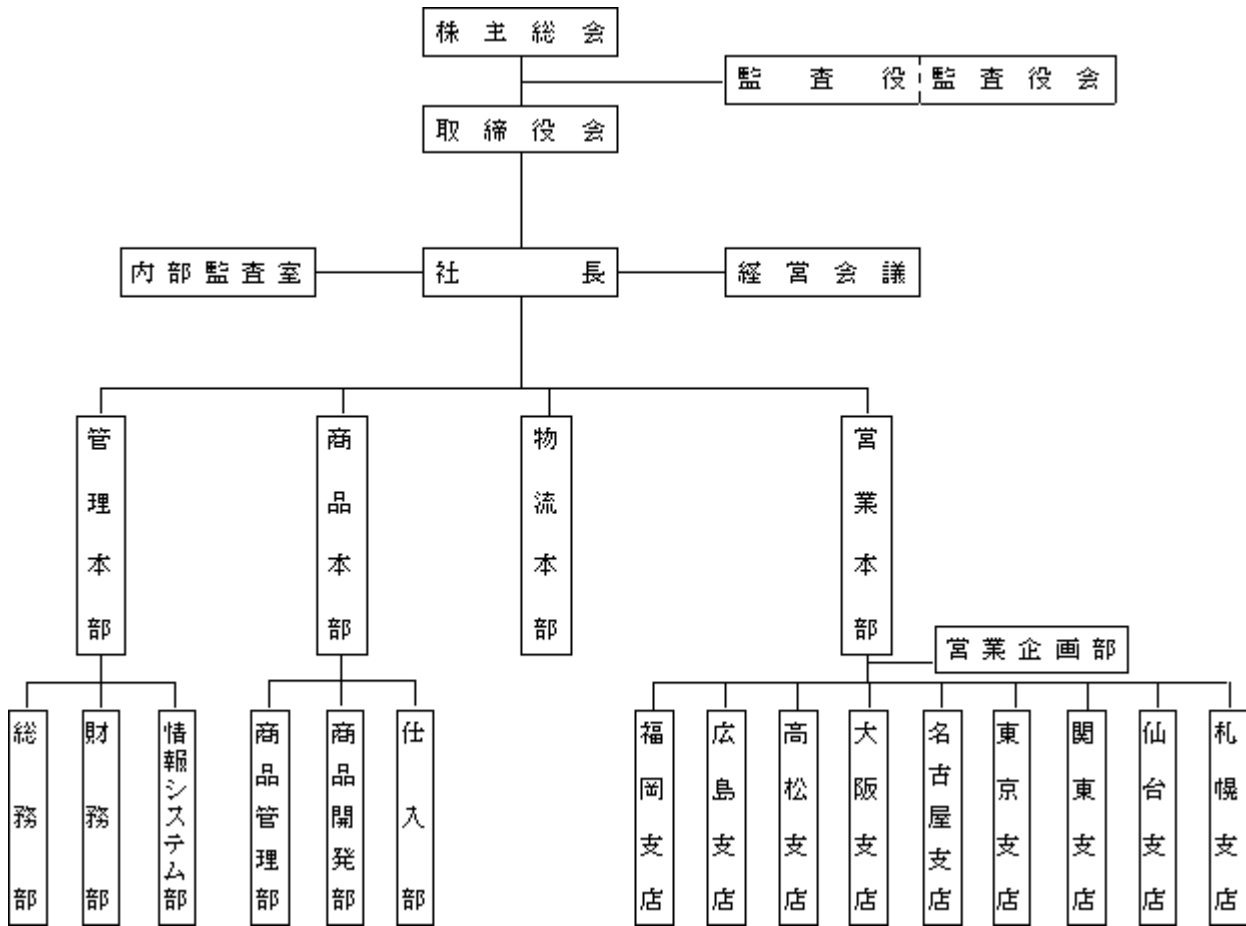 株主総会
監査役 監査役会
取締役会
内部監査室
社長
経営会議
管理本部
商品本部
物流本部
営業本部
営業企画部
総務部
財務部
情報システム部
商品管理部
商品開発部
仕入部
福岡支店
広島支店
高松支店
大阪支店
名古屋支店
東京支店
関東支店
仙台支店
札幌支店